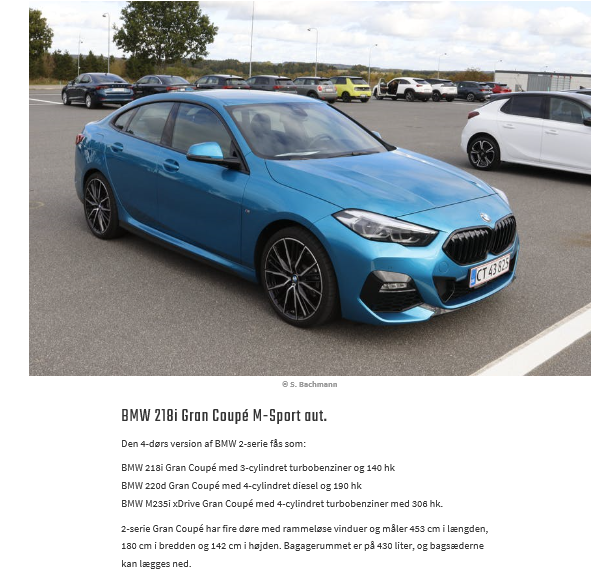 CT 43 825
© S. Bachmann
BMW 218i Gran Coupé M-Sport aut.
Den 4-dørs version af BMW 2-serie fås som:
BMW 218i Gran Coupé med 3-cylindret turbobenziner og 140 hk
BMW 220d Gran Coupé med 4-cylindret diesel og 190 hk
BMW M235i xDrive Gran Coupé med 4-cylindret turbobenziner med 306 hk.
2-serie Gran Coupé har fire døre med rammeløse vinduer og måler 453 cm i længden,
180 cm i bredden og 142 cm i højden. Bagagerummet er på 430 liter, og bagsæderne
kan lægges ned.